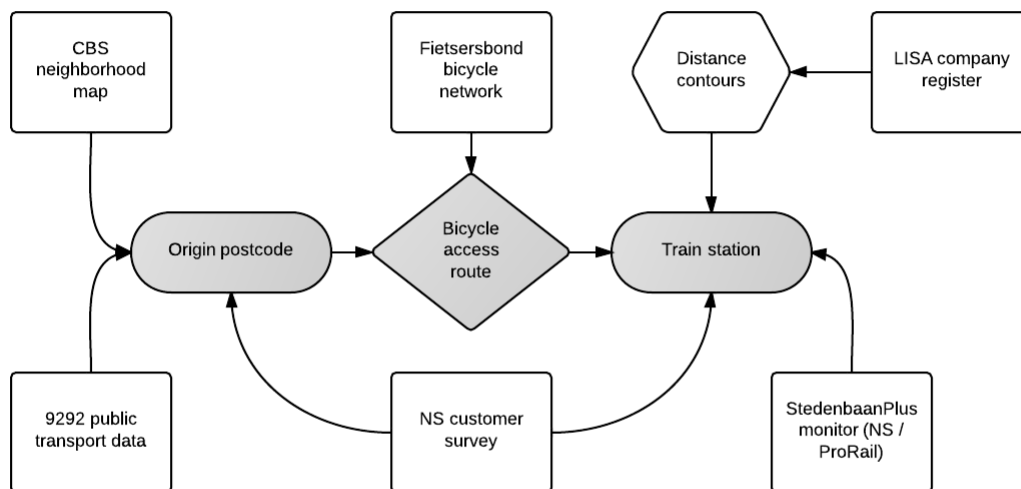 CBS
neighborhood
map
Fietsersbond
bicycle
network
Distance
contours
LISA company
register
Origin postcode
Bicycle
access
route
Train station
9292 public
transport data
NS customer
survey
StedenbaanPlus
monitor (NS /
ProRail)